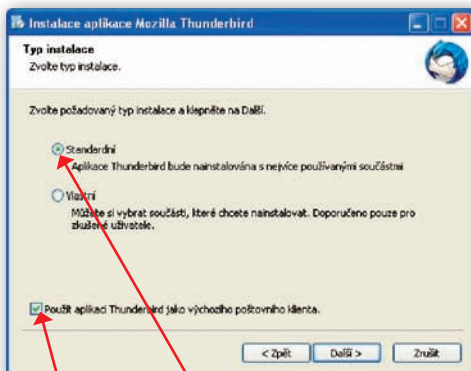 Instalace aplikace Mozilla Thunderbird
Typ instalace
Zvolte typ instalace.
Zvolte požadovaný typ instalace a klepněte na Další.
Standardní
Aplikace Thunderbird bude nainstalována s nejvíce používanými součástmi
Vlastní
Můžete si vybrat součásti, které chcete nainstalovat. Doporučeno pouze pro
zkušené uživatele.
Použít aplikaci Thunderbird jako výchozího poštovního klienta.
< Zpět
Další >
Zrušit